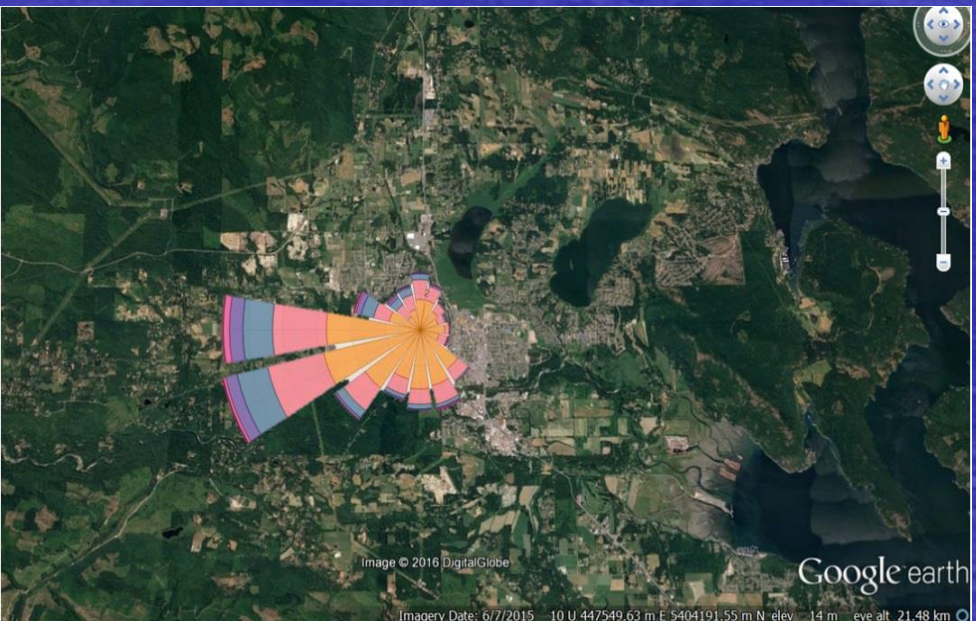 2
Image © 2016 DigitalGlobe
Google earth
Imagery Date: 6/7/2015 10 U 447549.63 m E 5404191.55 m N elev 14 m eye alt 21.48 km